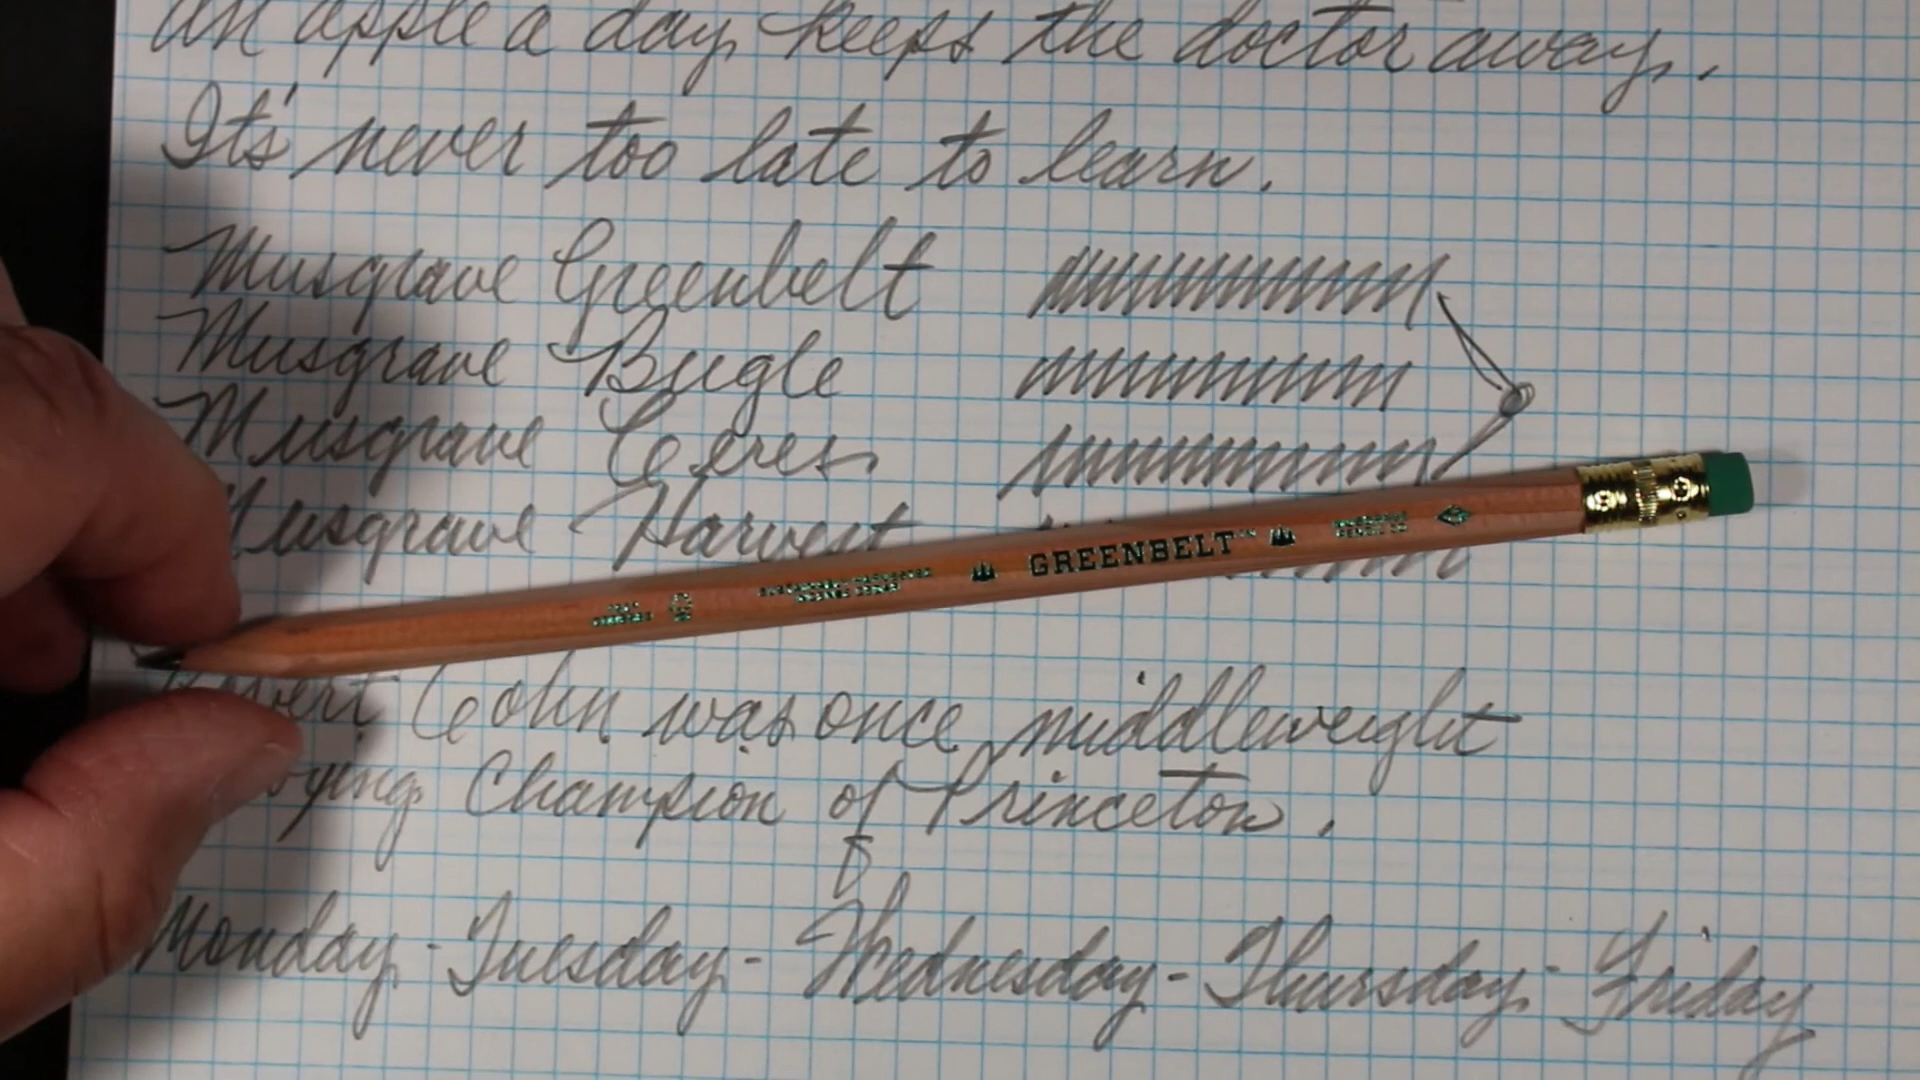 An apple a day keeps the doctor away.
It's never too late to learn.
Musgrave Greenbelt
Musgrave Bugle
Musgrave Ceres
Musgrave Harvest
GREENBELT™
Cohn was once middleweight
Champion of Princeton.
Monday - Tuesday - Wednesday - Thursday - Friday